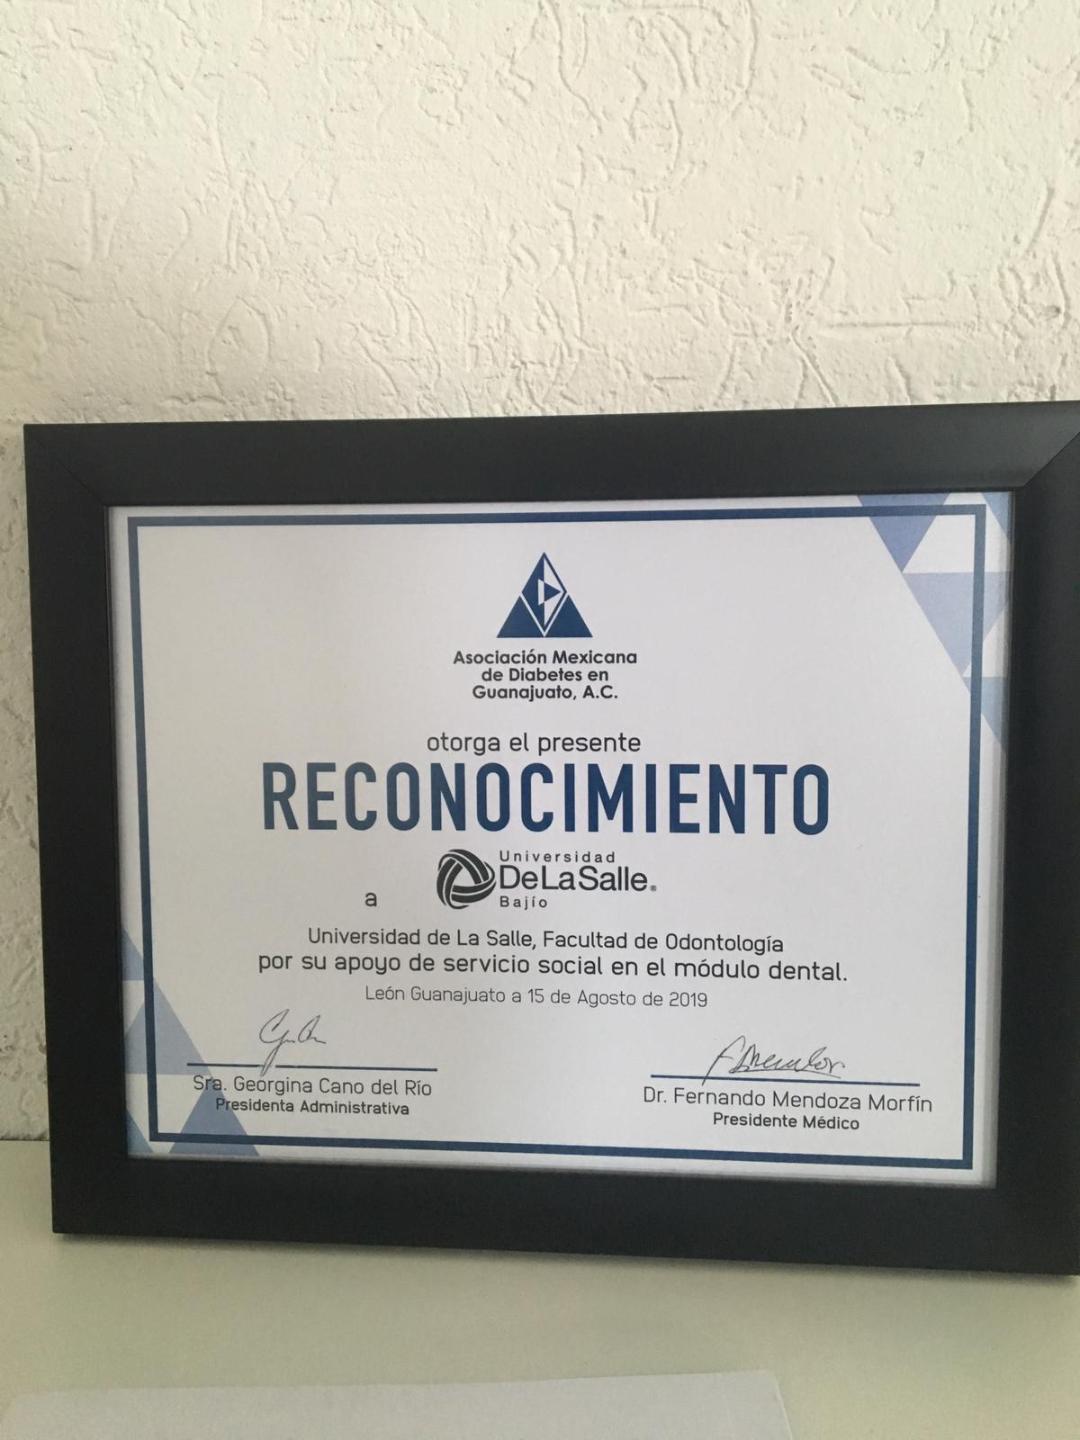 Asociación Mexicana
de Diabetes en
Guanajuato, A.C.
otorga el presente
RECONOCIMIENTO
a
Universidad
DeLaSalle®
Bajío
Universidad de La Salle, Facultad de Odontología
por su apoyo de servicio social en el módulo dental.
León Guanajuato a 15 de Agosto de 2019
Sra. Georgina Cano del Río
Presidenta Administrativa
Dr. Fernando Mendoza Morfín
Presidente Médico